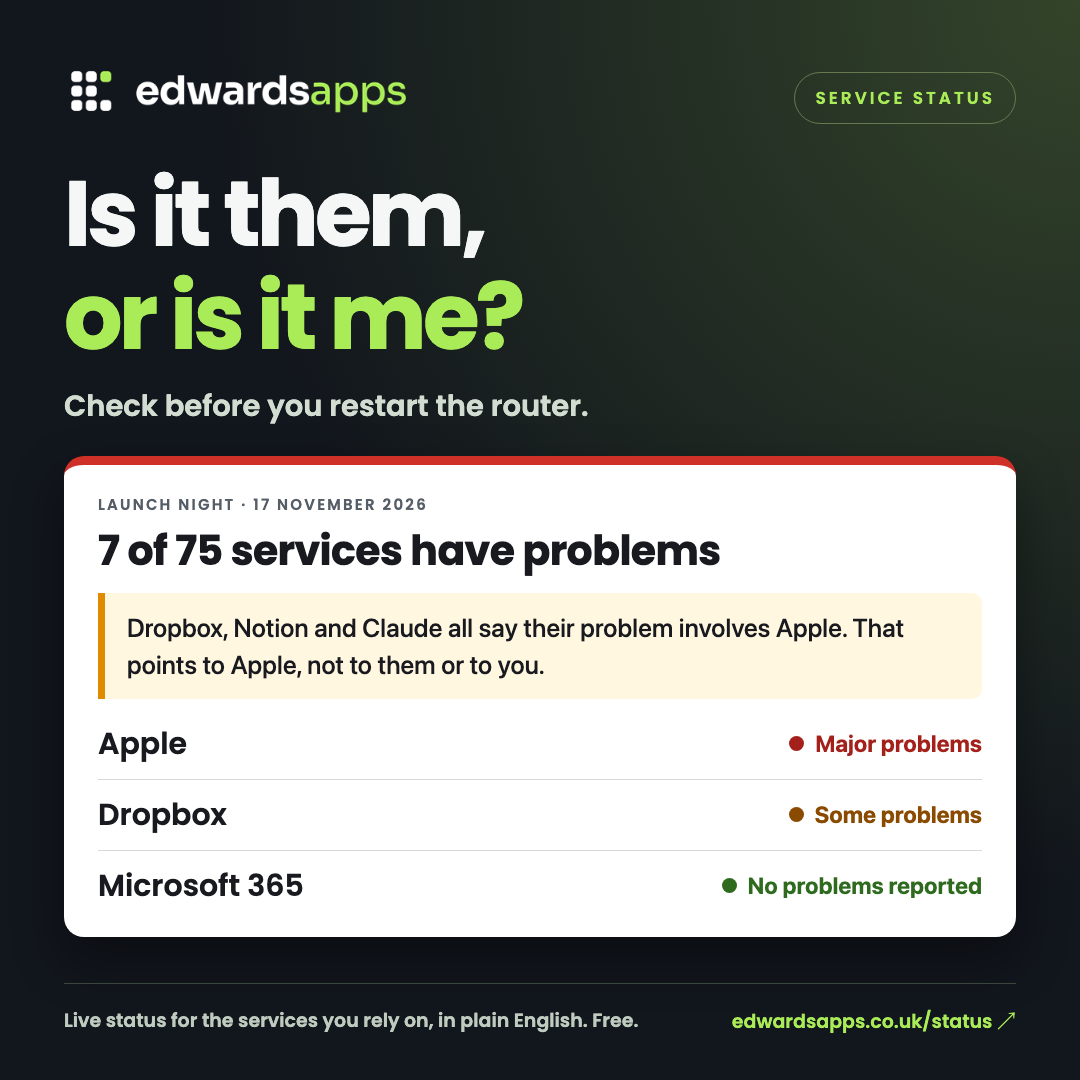 edwardsapps
SERVICE STATUS
Is it them,
or is it me?
Check before you restart the router.
LAUNCH NIGHT · 17 NOVEMBER 2026
7 of 75 services have problems
Dropbox, Notion and Claude all say their problem involves Apple. That
points to Apple, not to them or to you.
Apple
Major problems
Dropbox
Some problems
Microsoft 365
No problems reported
Live status for the services you rely on, in plain English. Free.
edwardsapps.co.uk/status ↗